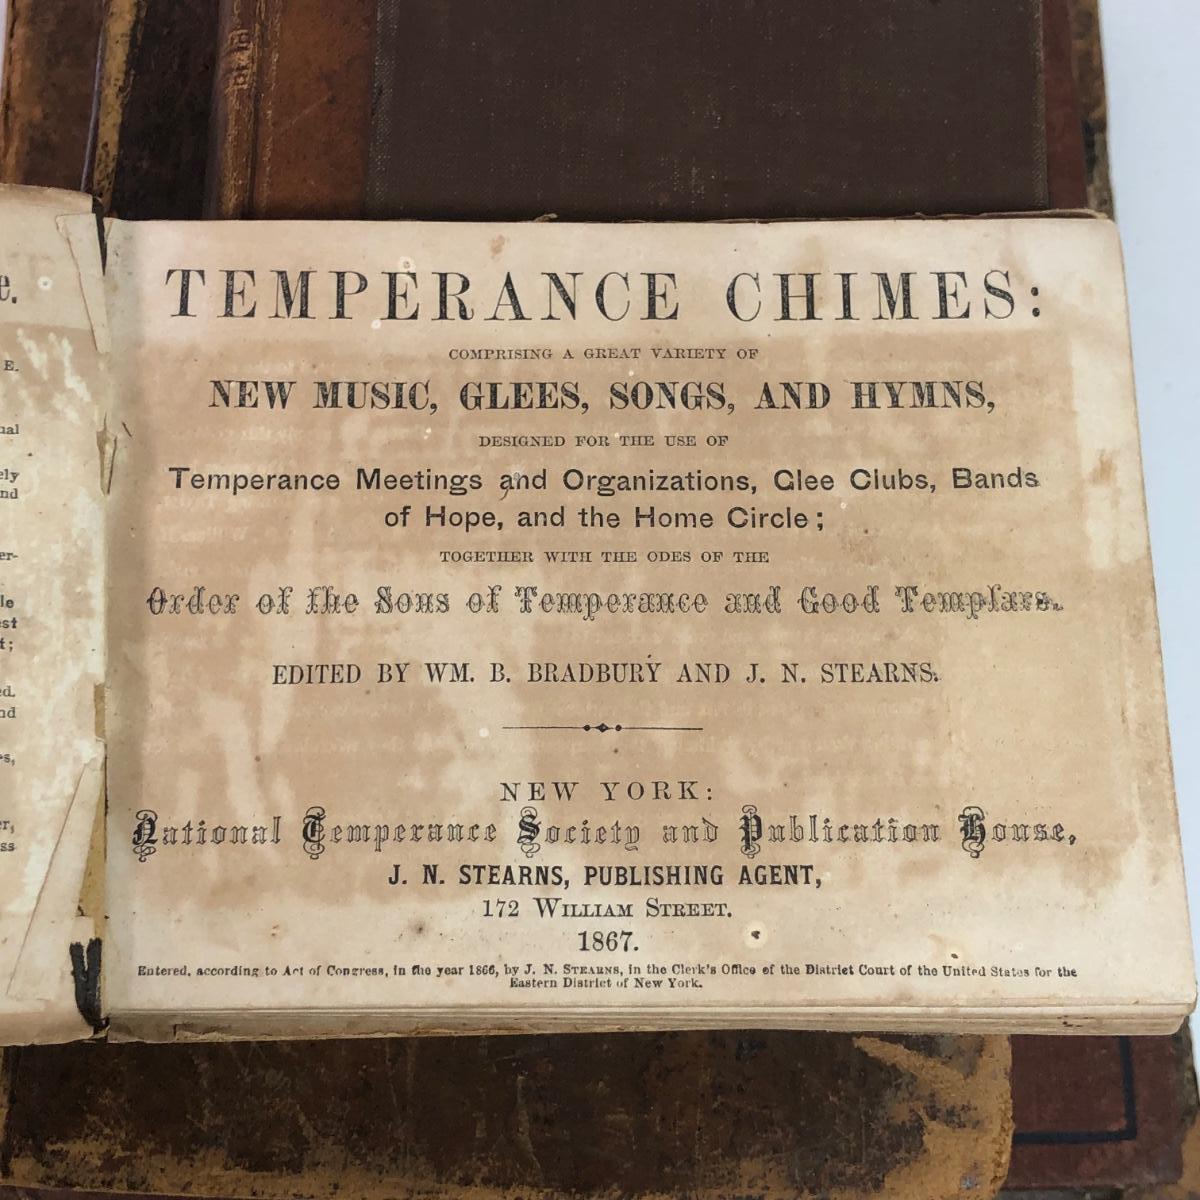 TEMPERANCE CHIMES:
COMPRISING A GREAT VARIETY OF
NEW MUSIC, GLEES, SONGS, AND HYMNS,
DESIGNED FOR THE USE OF
Temperance Meetings and Organizations, Glee Clubs, Bands
of Hope, and the Home Circle;
TOGETHER WITH THE ODES OF THE
Order of the Sons of Temperance and Good Templars.
EDITED BY WM. B. BRADBURY AND J. N. STEARNS.
NEW YORK:
National Temperance Society and Publication House,
J. N. STEARNS, PUBLISHING AGENT,
172 WILLIAM STREET.
1867.
Entered, according to Act of Congress, in the year 1866, by J. N. STEARNS, in the Clerk's Office of the District Court of the United States for the
Eastern District of New York.